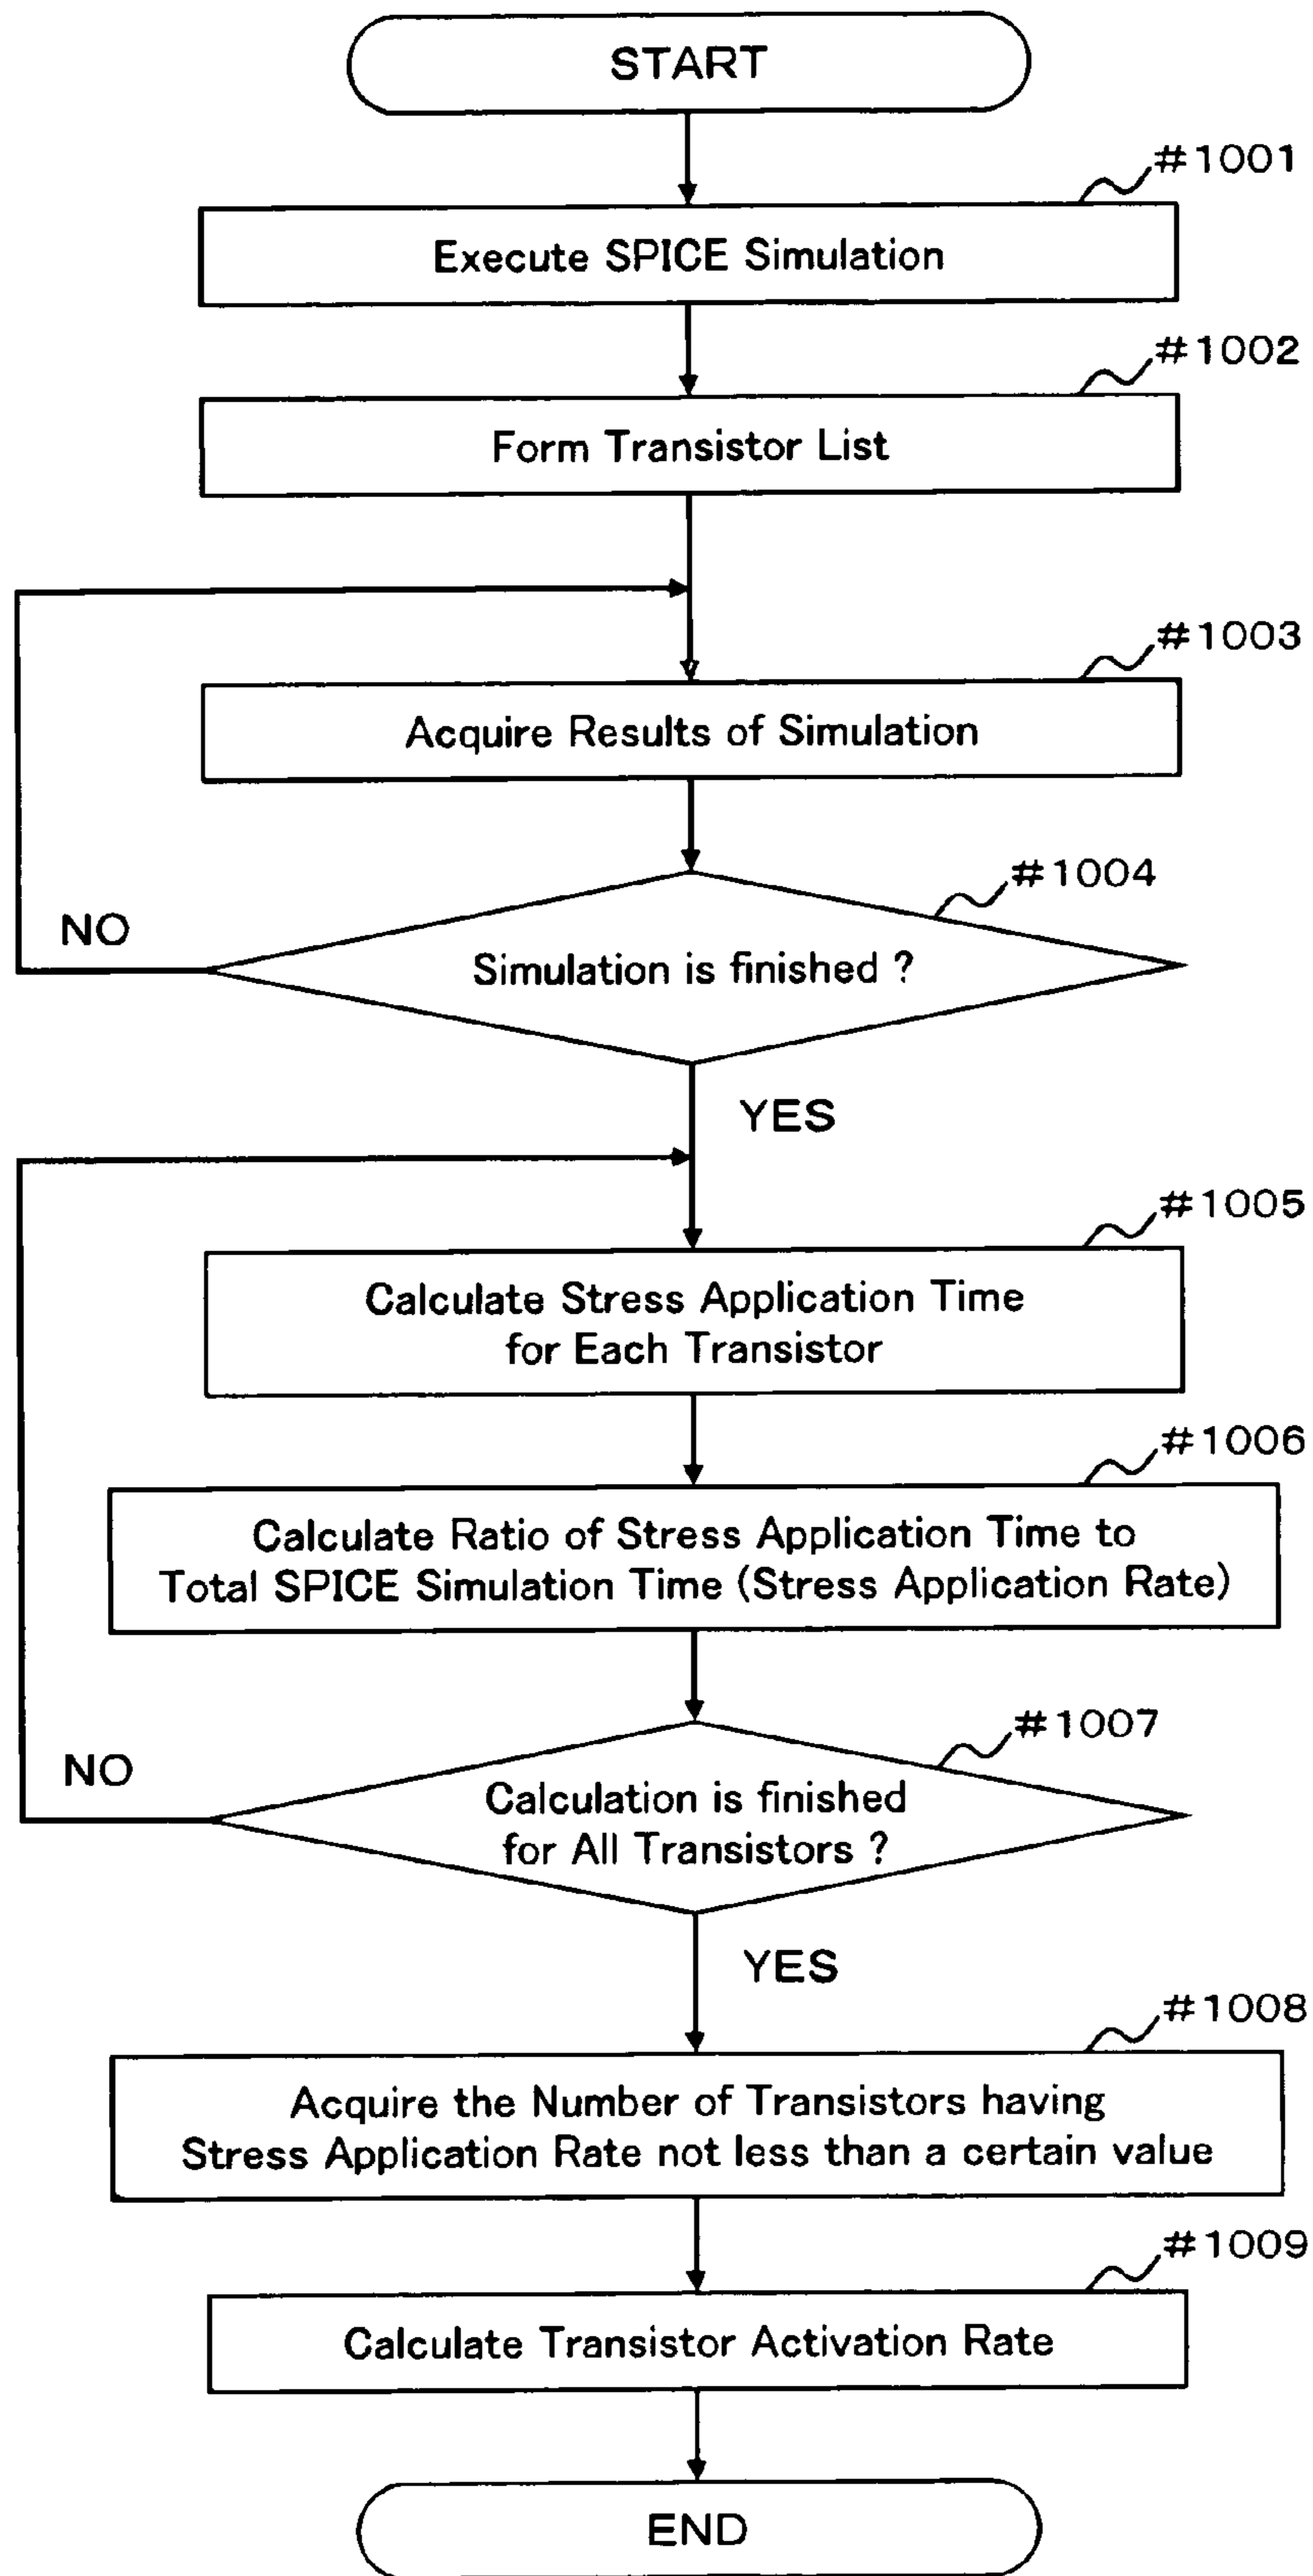 START
#1001
Execute SPICE Simulation
#1002
Form Transistor List
#1003
Acquire Results of Simulation
#1004
Simulation is finished ?
NO
YES
#1005
Calculate Stress Application Time
for Each Transistor
#1006
Calculate Ratio of Stress Application Time to
Total SPICE Simulation Time (Stress Application Rate)
#1007
Calculation is finished
for All Transistors ?
NO
YES
#1008
Acquire the Number of Transistors having
Stress Application Rate not less than a certain value
#1009
Calculate Transistor Activation Rate
END